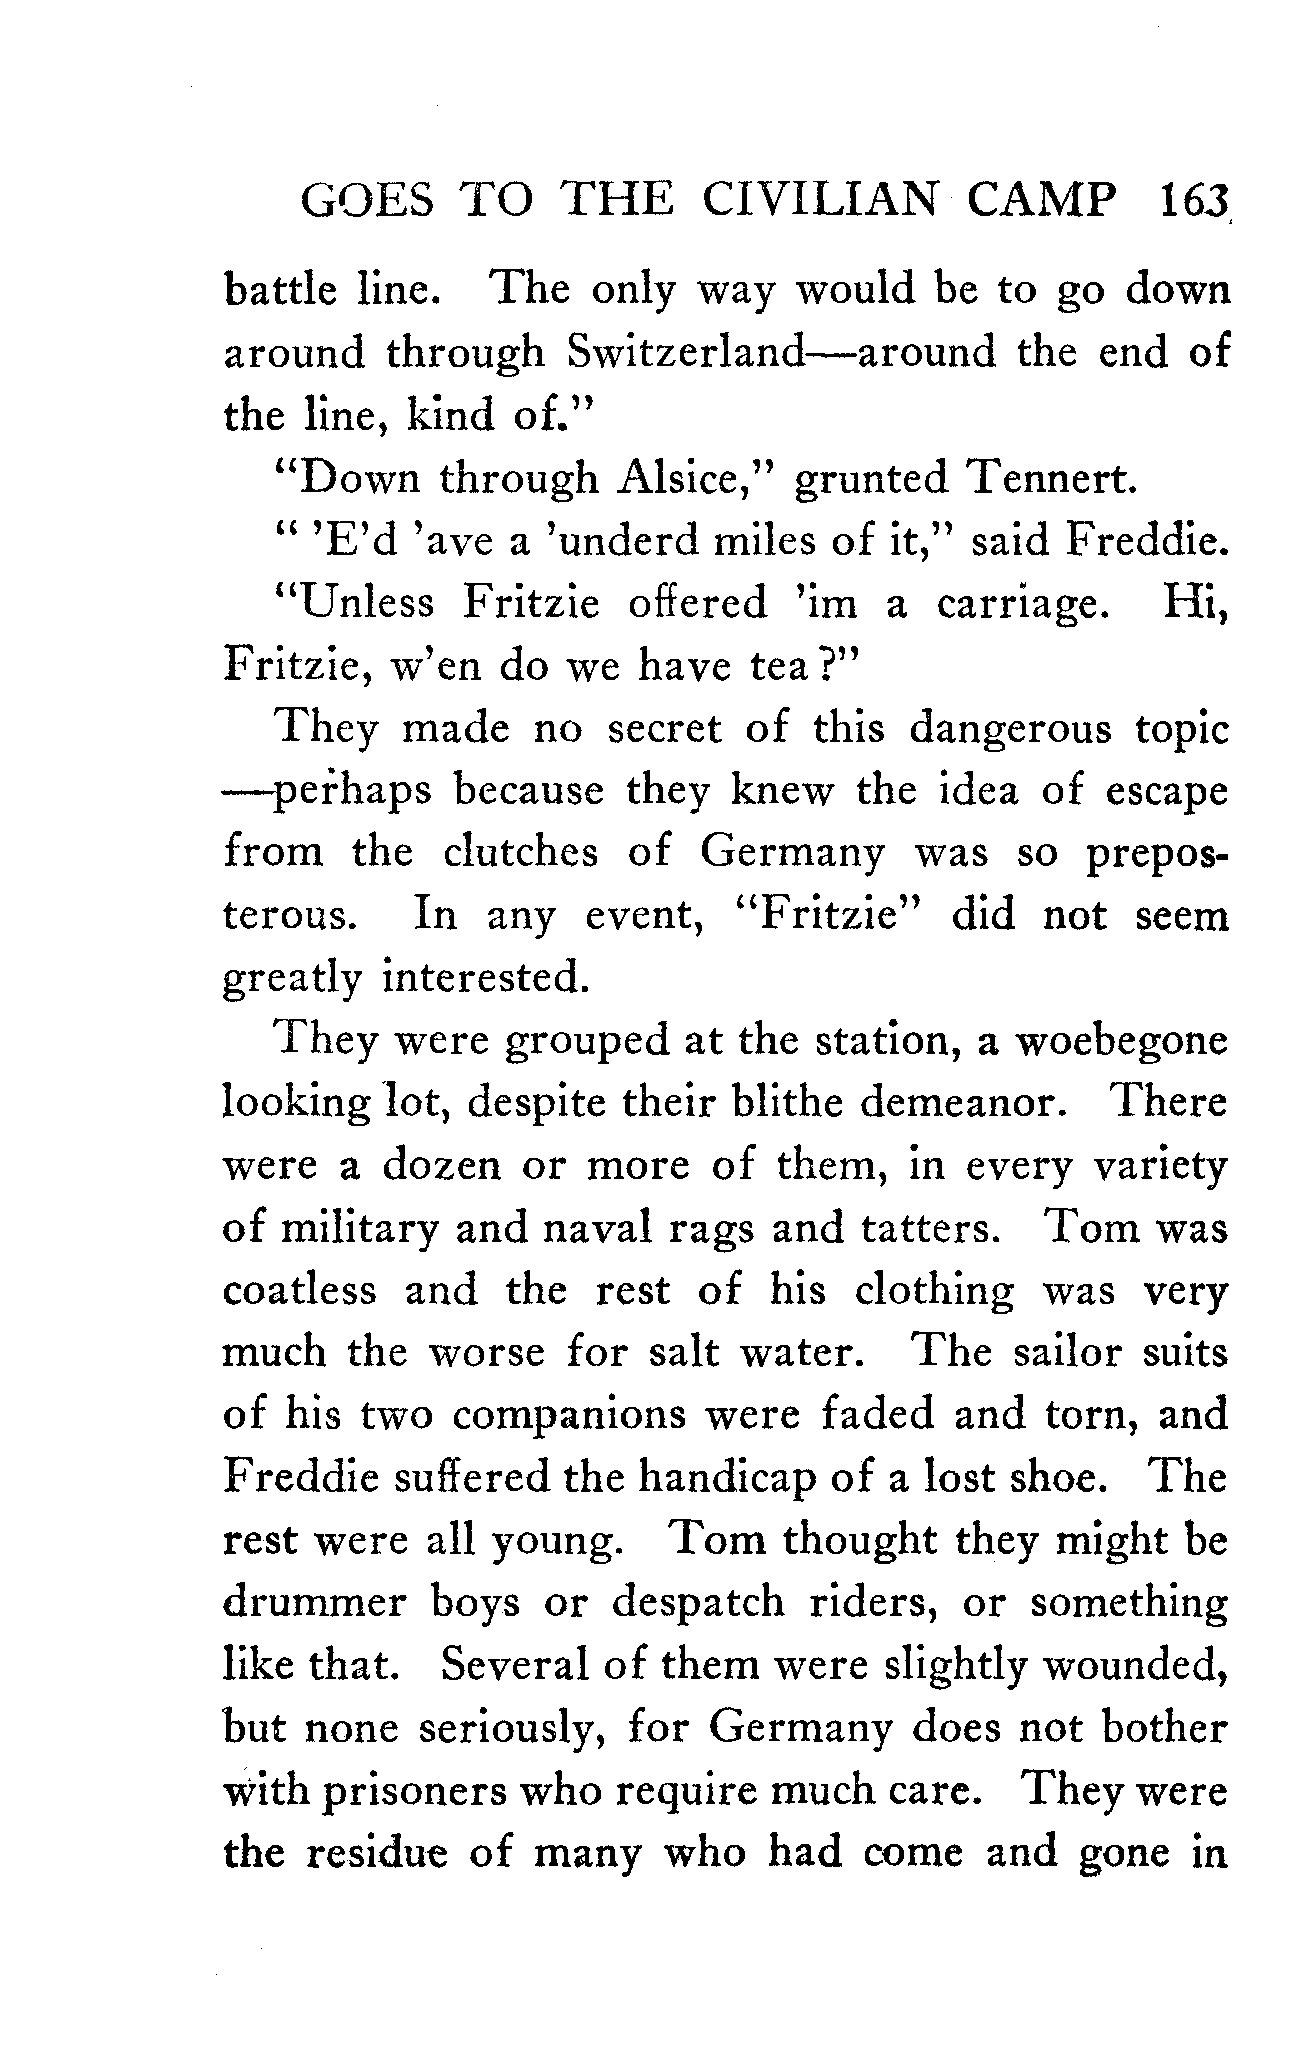 GOES TO THE CIVILIAN CAMP 163
battle line. The only way would be to go down
around through Switzerland—around the end of
the line, kind of."
"Down through Alsice," grunted Tennert.
" 'E'd 'ave a 'underd miles of it," said Freddie.
"Unless Fritzie offered 'im a carriage. Hi,
Fritzie, w'en do we have tea?"
They made no secret of this dangerous topic
—perhaps because they knew the idea of escape
from the clutches of Germany was so prepos-
terous. In any event, "Fritzie" did not seem
greatly interested.
They were grouped at the station, a woebegone
looking lot, despite their blithe demeanor. There
were a dozen or more of them, in every variety
of military and naval rags and tatters. Tom was
coatless and the rest of his clothing was very
much the worse for salt water. The sailor suits
of his two companions were faded and torn, and
Freddie suffered the handicap of a lost shoe. The
rest were all young. Tom thought they might be
drummer boys or despatch riders, or something
like that. Several of them were slightly wounded,
but none seriously, for Germany does not bother
with prisoners who require much care. They were
the residue of many who had come and gone in